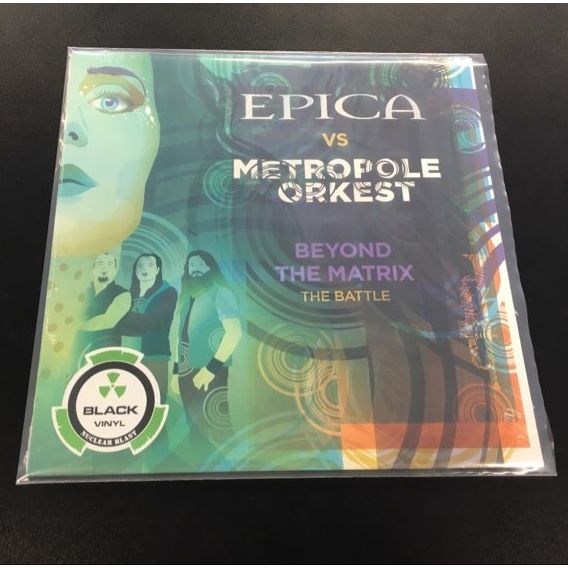 EPICA
VS
METROPOLE
ORKEST
BEYOND
THE MATRIX
THE BATTLE
BLACK
VINYL
NUCLEAR BLAST